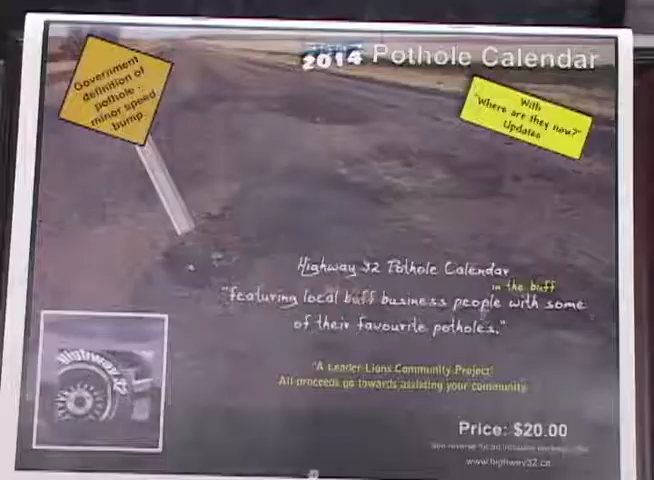 Government
definition of
pothole -
minor speed
bump.
2014 Pothole Calendar
With
"Where are they now?"
Updates
Highway 32 Pothole Calendar
in the buff
"featuring local buff business people with some
of their favourite potholes."
Highway 32
"A Leader Lions Community Project"
All proceeds go towards assisting your community
Price: $20.00
www.highway32.ca